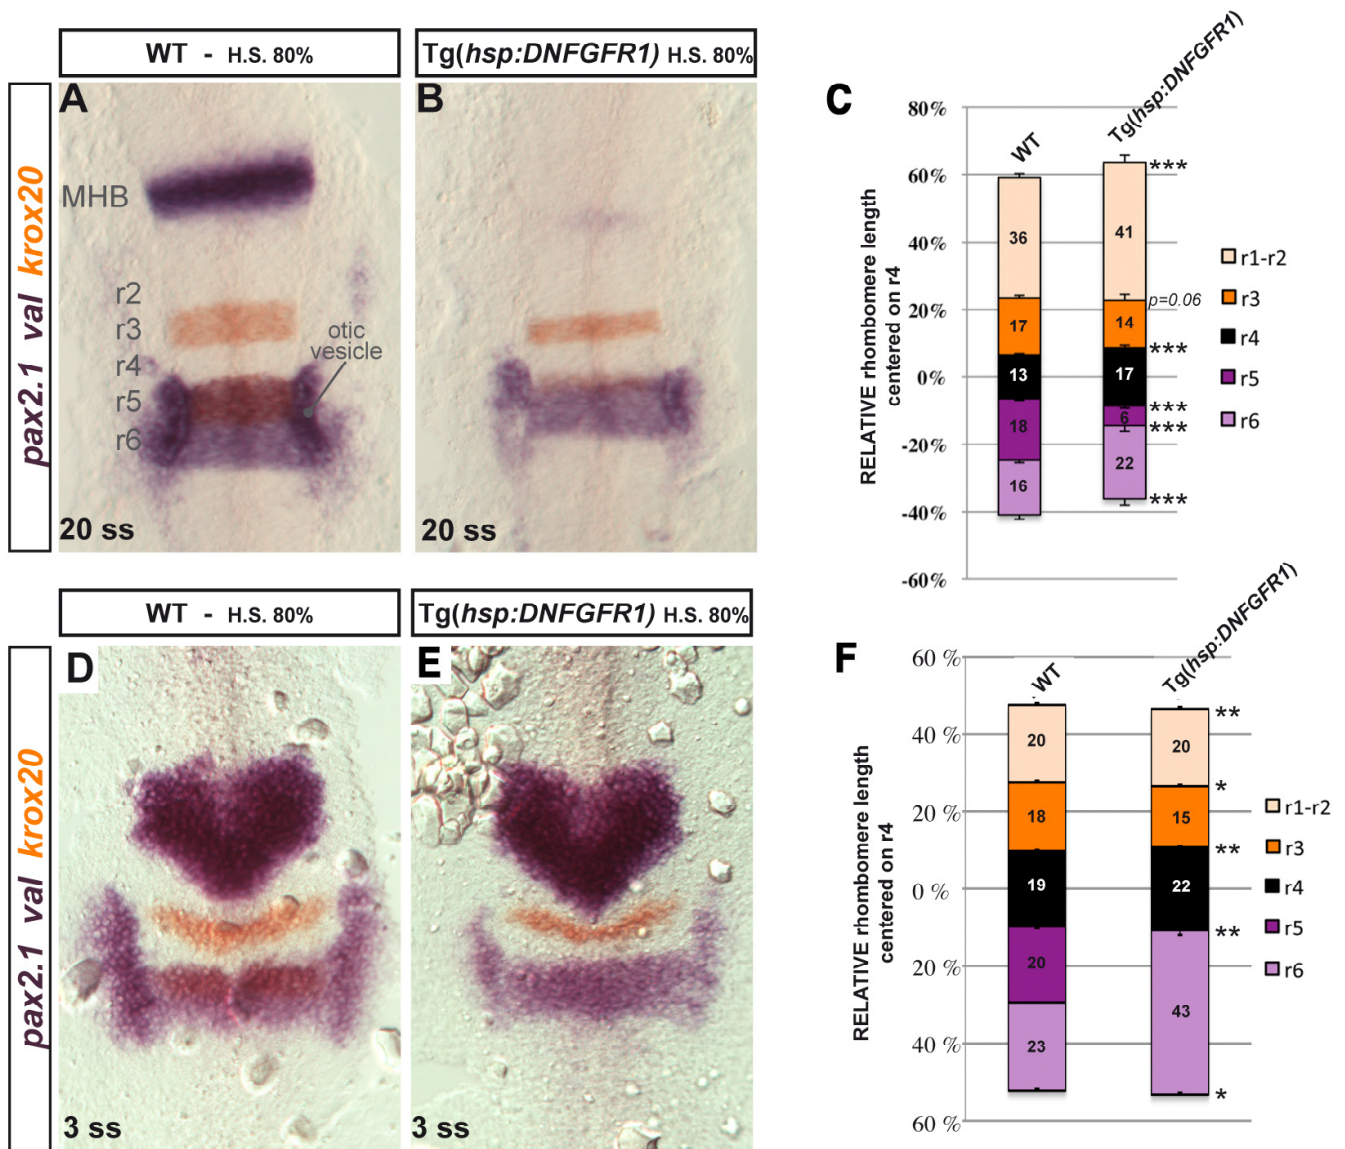 WT - H.S. 80%
Tg(hsp:DNFGFR1) H.S. 80%
pax2.1 val krox20
A
MHB
r2
r3
r4
r5
r6
otic
vesicle
20 ss
B
20 ss
C
RELATIVE rhombomere length
centered on r4
80%
60%
40%
20%
0%
-20%
-40%
-60%
WT
Tg(hsp:DNFGFR1)
36
17
13
18
16
41
14
17
6
22
***
p=0.06
***
***
***
***
r1-r2
r3
r4
r5
r6
WT - H.S. 80%
Tg(hsp:DNFGFR1) H.S. 80%
pax2.1 val krox20
D
3 ss
E
3 ss
F
RELATIVE rhombomere length
centered on r4
60 %
40 %
20 %
0 %
20 %
40 %
60 %
WT
Tg(hsp:DNFGFR1)
20
18
19
20
23
20
15
22
43
**
*
**
**
*
r1-r2
r3
r4
r5
r6